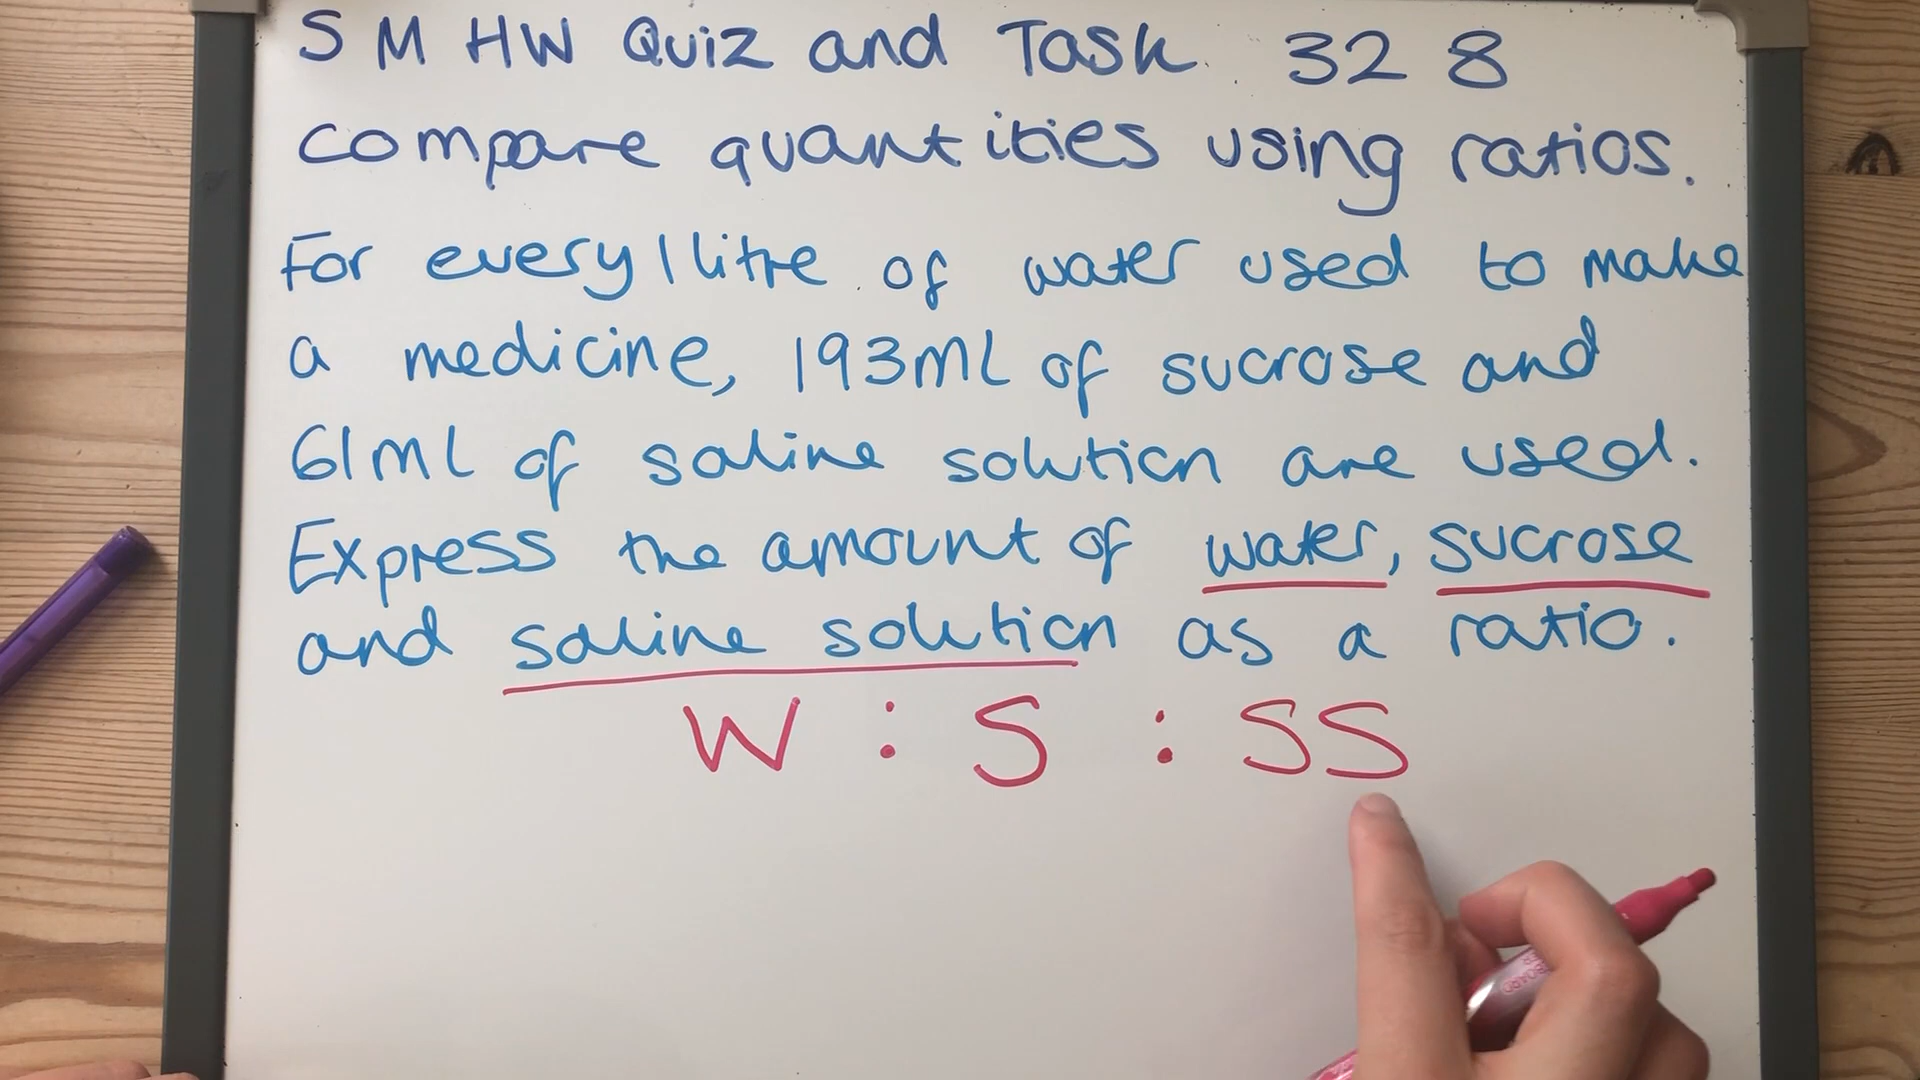 SMHW Quiz and Task 32 8
compare quantities using ratios.
For every 1 litre of water used to make
a medicine, 193ml of sucrose and
61ml of saline solution are used.
Express the amount of water, sucrose
and saline solution as a ratio.
W : S : SS